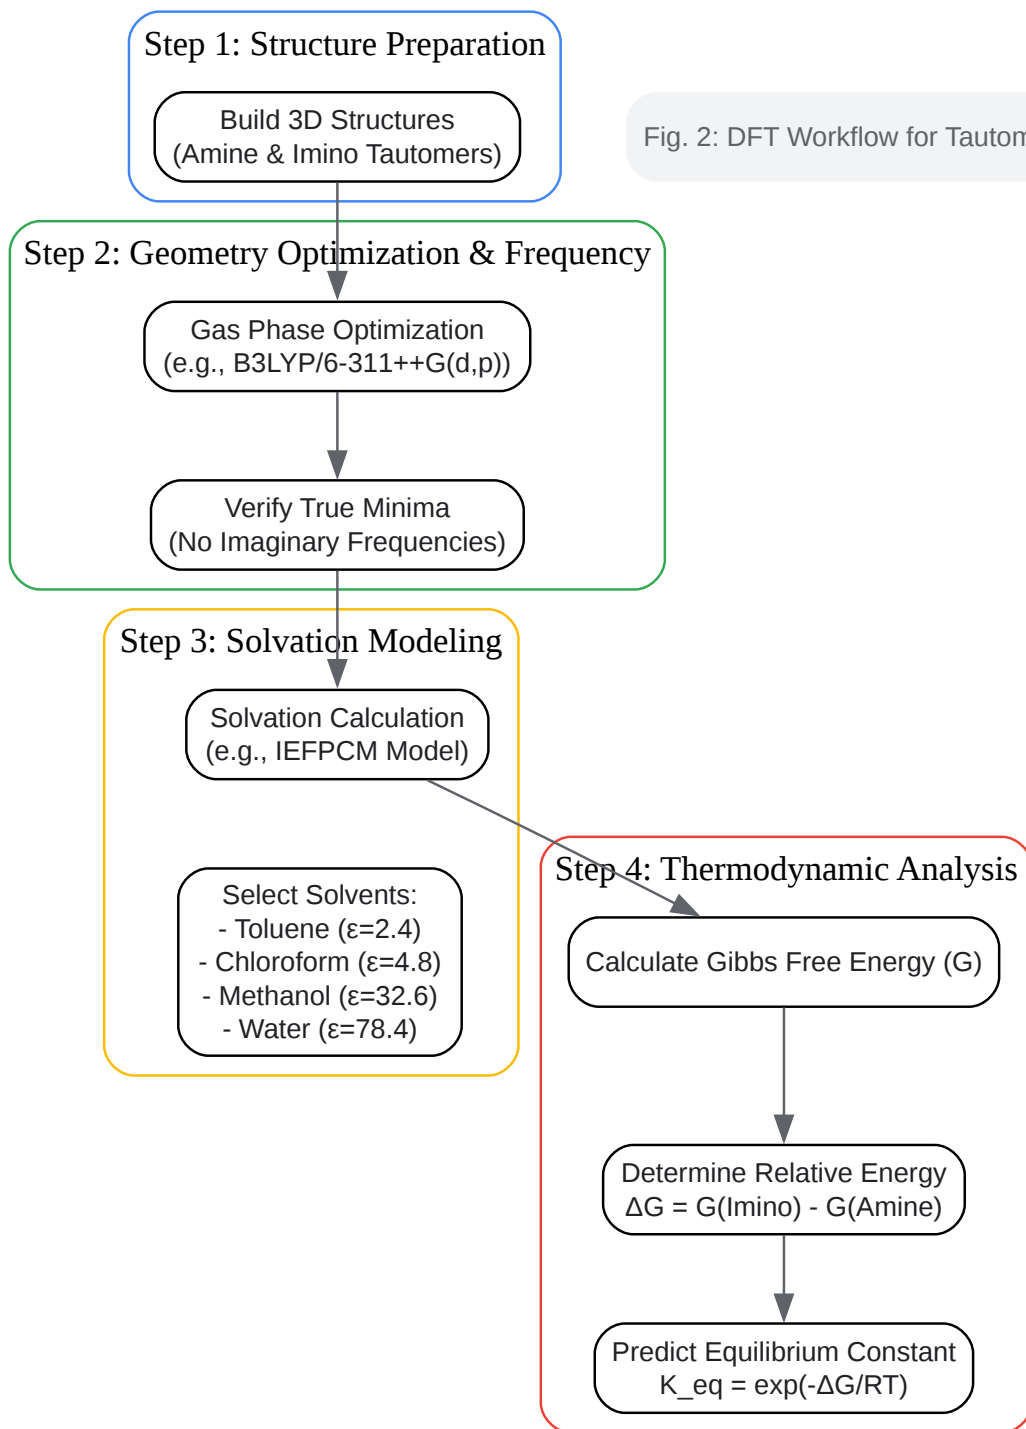 Step 1: Structure Preparation
Build 3D Structures
(Amine & Imino Tautomers)
Fig. 2: DFT Workflow for
Step 2: Geometry Optimization & Frequency
Gas Phase Optimization
(e.g., B3LYP/6-311++G(d,p))
Verify True Minima
(No Imaginary Frequencies)
Step 3: Solvation Modeling
Solvation Calculation
(e.g., IEFPCM Model)
Select Solvents:
- Toluene (ε=2.4)
- Chloroform (ε=4.8)
- Methanol (ε=32.6)
- Water (ε=78.4)
Step 4: Thermodynamic Analysis
Calculate Gibbs Free Energy (G)
Determine Relative Energy
ΔG = G(Imino) - G(Amine)
Predict Equilibrium Constant
K_eq = exp(-ΔG/RT)